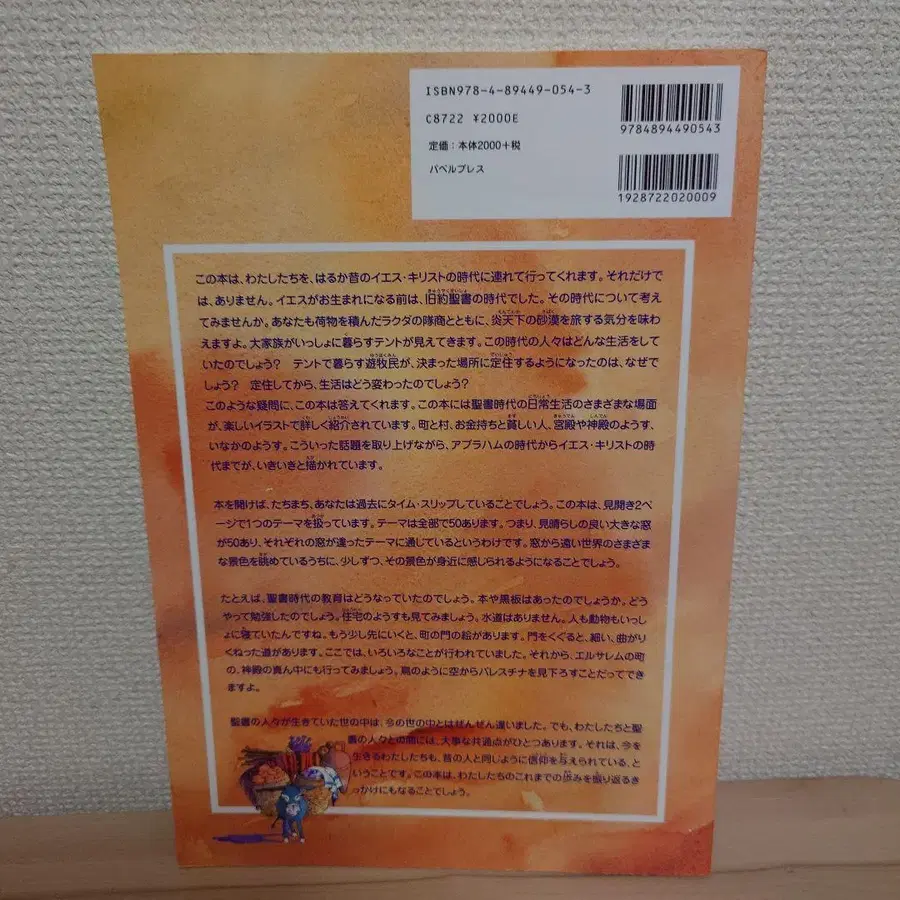 ISBN978-4-89449-054-3
C8722 ¥2000E
定価：本体2000+税
バベルプレス
9784894490543
1928722020009
この本は、わたしたちを、はるか昔のイエス・キリストの時代に連れて行ってくれます。それだけで
は、ありません。イエスがお生まれになる前は、旧約聖書の時代でした。その時代について考え
てみませんか。あなたも荷物を積んだラクダの隊商とともに、炎天下の砂漠を旅する気分を味わ
えますよ。大家族がいっしょに暮らすテントが見えてきます。この時代の人々はどんな生活をして
いたのでしょう？ テントで暮らす遊牧民が、決まった場所に定住するようになったのは、なぜで
しょう？ 定住してから、生活はどう変わったのでしょう？
このような疑問に、この本は答えてくれます。この本には聖書時代の日常生活のさまざまな場面
が、楽しいイラストで詳しく紹介されています。町と村、お金持ちと貧しい人、宮殿や神殿のようす、
いなかのようす。こういった話題を取り上げながら、アブラハムの時代からイエス・キリストの時
代までが、いきいきと描かれています。
本を開けば、たちまち、あなたは過去にタイム・スリップしていることでしょう。この本は、見開き2ペ
ージで1つのテーマを扱っています。テーマは全部で50あります。つまり、見晴らしの良い大きな窓
が50あり、それぞれの窓が違ったテーマに通じているというわけです。窓から遠い世界のさまざま
な景色を眺めているうちに、少しずつ、その景色が身近に感じられるようになることでしょう。
たとえば、聖書時代の教育はどうなっていたのでしょう。本や黒板はあったのでしょうか。どう
やって勉強したのでしょう。住宅のようすも見てみましょう。水道はありません。人も動物もいっし
ょに寝ていたんですね。もう少し先にいくと、町の門の絵があります。門をくぐると、細い、曲がり
くねった道があります。ここでは、いろいろなことが行われていました。それから、エルサレムの町
の、神殿の真ん中にも行ってみましょう。鳥のように空からパレスチナを見下ろすことだってでき
ますよ。
聖書の人々が生きていた世の中は、今の世の中とはぜんぜん違いました。でも、わたしたちと聖
書の人々との間には、大事な共通点がひとつあります。それは、今を
生きるわたしたちも、昔の人と同じように信仰を与えられている、と
いうことです。この本は、わたしたちのこれまでの歩みを振り返るき
っかけにもなることでしょう。